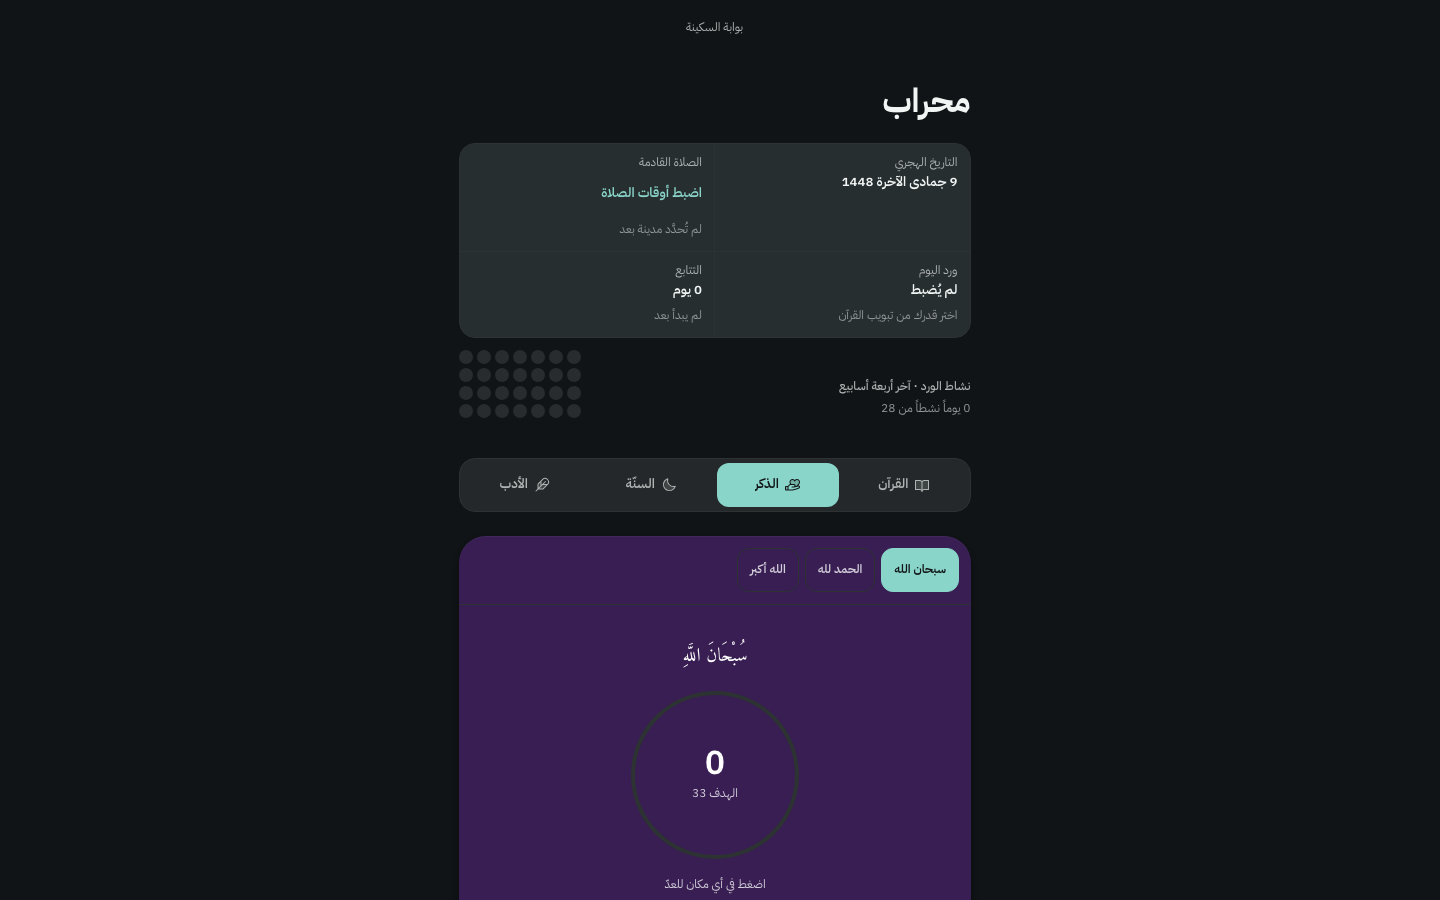 بوابة السكينة
محراب
التاريخ الهجري
9 جمادى الآخرة 1448
الصلاة القادمة
اضبط أوقات الصلاة
لم تُحدَّد مدينة بعد
ورد اليوم
لم يُضبط
اختر قدرك من تبويب القرآن
التتابع
0 يوم
لم يبدأ بعد
نشاط الورد · آخر أربعة أسابيع
0 يوماً نشطاً من 28
القرآن
الذكر
السنّة
الأدب
سبحان الله
الحمد لله
الله أكبر
سُبْحَانَ اللَّهِ
0
الهدف 33
اضغط في أي مكان للعدّ